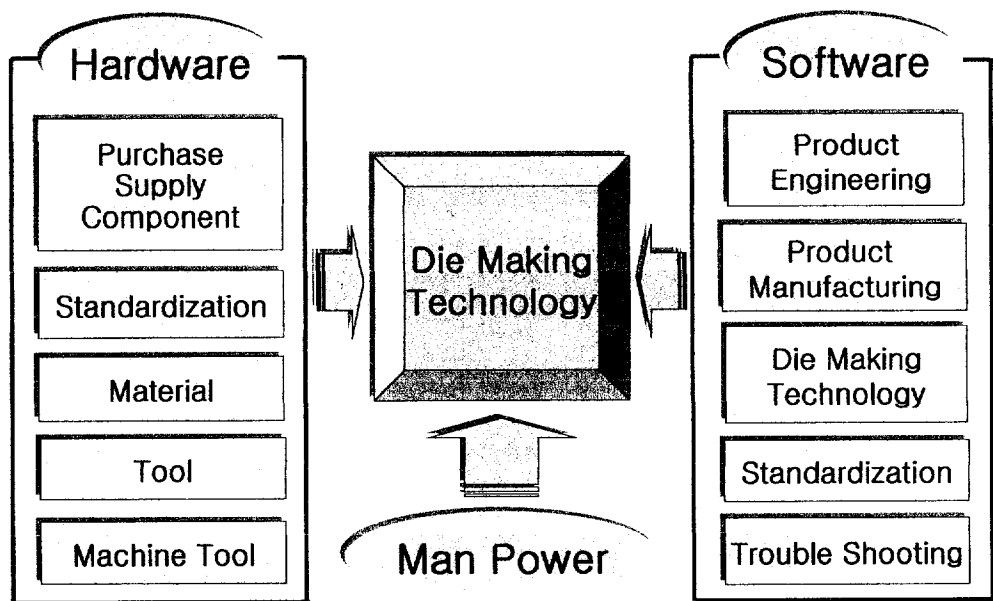 Hardware
Purchase
Supply
Component
Standardization
Material
Tool
Machine Tool
Die Making
Technology
Man Power
Software
Product
Engineering
Product
Manufacturing
Die Making
Technology
Standardization
Trouble Shooting